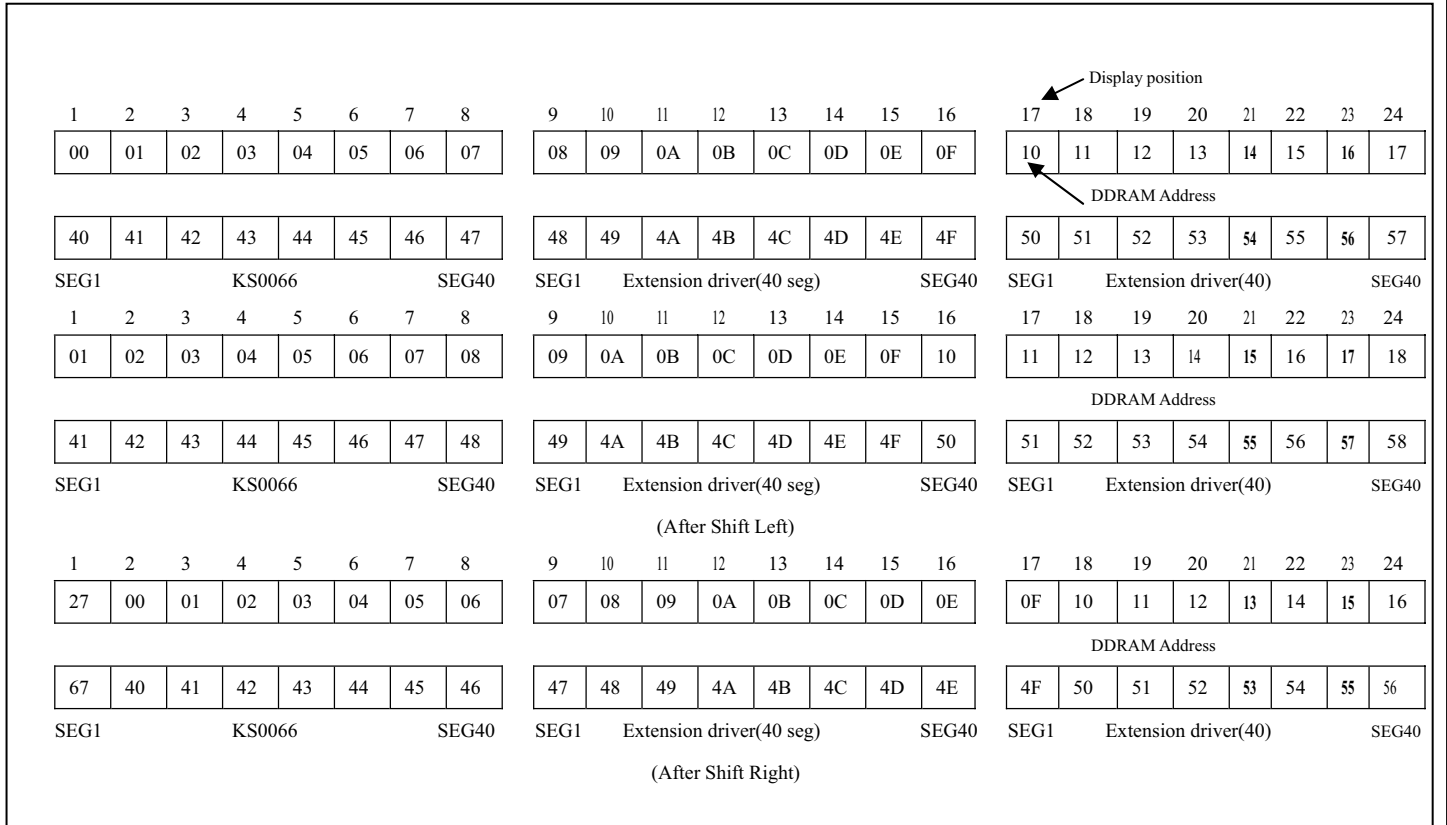 Display position
1 2 3 4 5 6 7 8 9 10 11 12 13 14 15 16 17 18 19 20 21 22 23 24
00 01 02 03 04 05 06 07 08 09 0A 0B 0C 0D 0E 0F 10 11 12 13 14 15 16 17
DDRAM Address
40 41 42 43 44 45 46 47 48 49 4A 4B 4C 4D 4E 4F 50 51 52 53 54 55 56 57
SEG1 KS0066 SEG40 SEG1 Extension driver(40 seg) SEG40 SEG1 Extension driver(40) SEG40
1 2 3 4 5 6 7 8 9 10 11 12 13 14 15 16 17 18 19 20 21 22 23 24
01 02 03 04 05 06 07 08 09 0A 0B 0C 0D 0E 0F 10 11 12 13 14 15 16 17 18
DDRAM Address
41 42 43 44 45 46 47 48 49 4A 4B 4C 4D 4E 4F 50 51 52 53 54 55 56 57 58
SEG1 KS0066 SEG40 SEG1 Extension driver(40 seg) SEG40 SEG1 Extension driver(40) SEG40
(After Shift Left)
1 2 3 4 5 6 7 8 9 10 11 12 13 14 15 16 17 18 19 20 21 22 23 24
27 00 01 02 03 04 05 06 07 08 09 0A 0B 0C 0D 0E 0F 10 11 12 13 14 15 16
DDRAM Address
67 40 41 42 43 44 45 46 47 48 49 4A 4B 4C 4D 4E 4F 50 51 52 53 54 55 56
SEG1 KS0066 SEG40 SEG1 Extension driver(40 seg) SEG40 SEG1 Extension driver(40) SEG40
(After Shift Right)